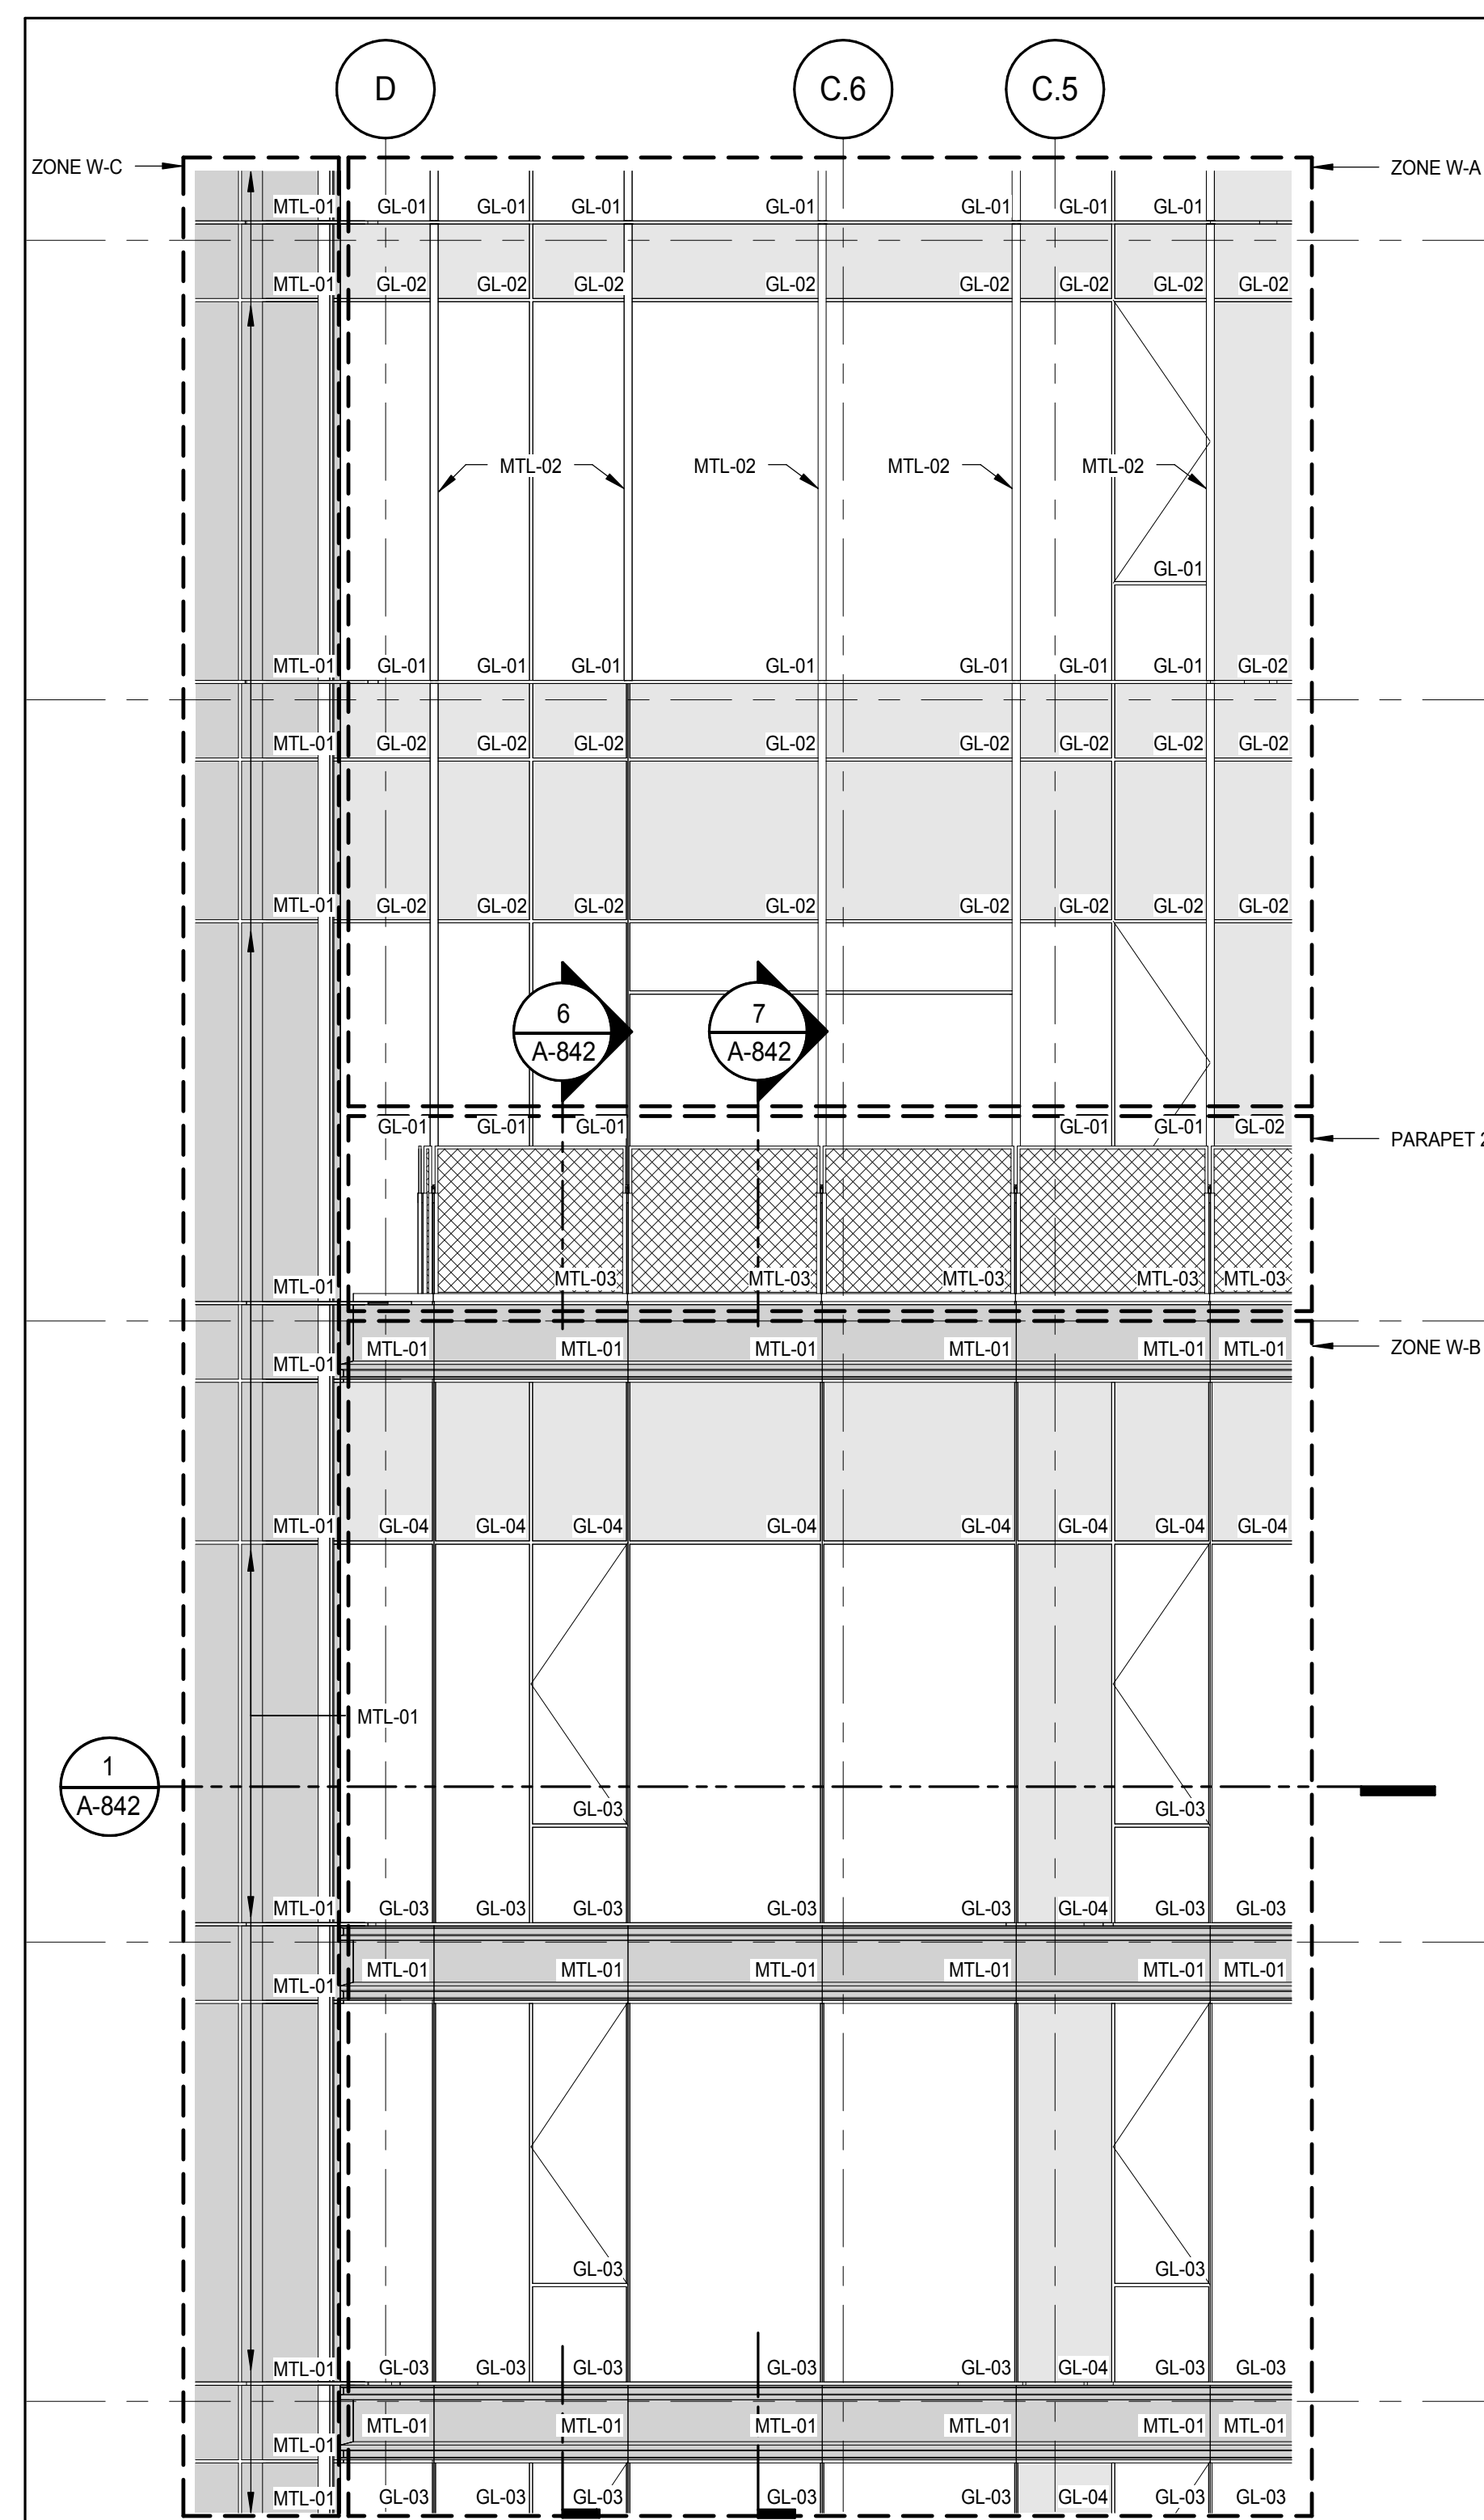 D C.6 C.5
ZONE W-C ZONE W-A
MTL-01 GL-01 GL-01 GL-01 GL-01 GL-01 GL-01 GL-01
MTL-01 GL-02 GL-02 GL-02 GL-02 GL-02 GL-02 GL-02 GL-02
MTL-02 MTL-02 MTL-02 MTL-02
GL-01
MTL-01 GL-01 GL-01 GL-01 GL-01 GL-01 GL-01 GL-01 GL-02
MTL-01 GL-02 GL-02 GL-02 GL-02 GL-02 GL-02 GL-02 GL-02
MTL-01 GL-02 GL-02 GL-02 GL-02 GL-02 GL-02 GL-02 GL-02
6 7
A-842 A-842
GL-01 GL-01 GL-01 GL-01 GL-01 GL-02
PARAPET 2
MTL-01 MTL-03 MTL-03 MTL-03 MTL-03 MTL-03
MTL-01 MTL-01 MTL-01 MTL-01 MTL-01 MTL-01 ZONE W-B
MTL-01
MTL-01 GL-04 GL-04 GL-04 GL-04 GL-04 GL-04 GL-04 GL-04
MTL-01
1
A-842
GL-03 GL-03
MTL-01 GL-03 GL-03 GL-03 GL-03 GL-03 GL-04 GL-03 GL-03
MTL-01 MTL-01 MTL-01 MTL-01 MTL-01 MTL-01
MTL-01
GL-03 GL-03
MTL-01 GL-03 GL-03 GL-03 GL-03 GL-03 GL-04 GL-03 GL-03
MTL-01 MTL-01 MTL-01 MTL-01 MTL-01 MTL-01
MTL-01
MTL-01 GL-03 GL-03 GL-03 GL-03 GL-03 GL-04 GL-03 GL-03